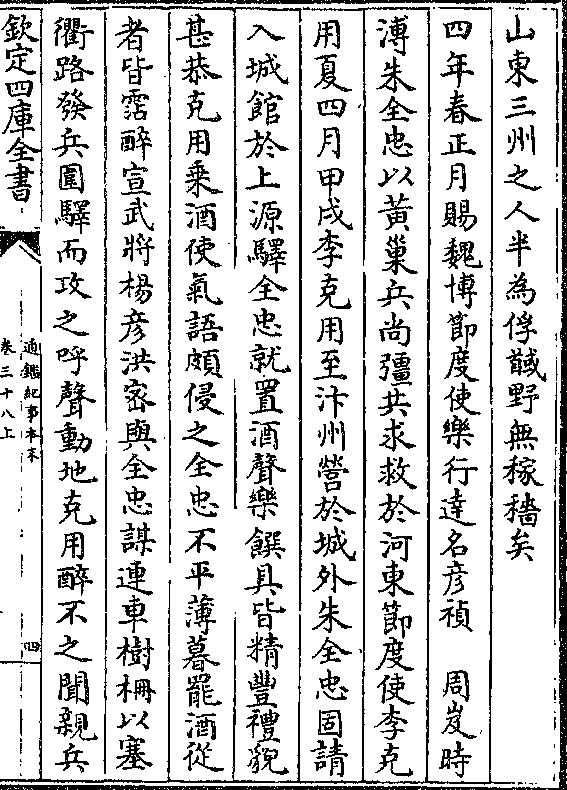 山東三州之人半為俘馘野無稼穡矣
四年春正月賜魏博節度使樂行達名彦禎　周岌時
溥朱全忠以黃巢兵尚彊共求救於河東節度使李克
用夏四月甲戌李克用至汴州營於城外朱全忠固請
入城館於上源驛全忠就置酒聲樂饌具皆精豐禮貌
甚恭克用乗酒使氣語頗侵之全忠不平薄暮罷酒從
者皆霑醉宣武將楊彦洪宻與全忠謀連車樹柵以塞
衢路發兵圍驛而攻之呼聲動地克用醉不之聞親兵
欽定四庫全書
通鑑紀事本末
卷三十八上
四